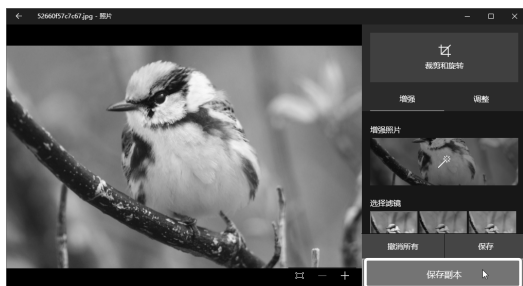 52660f57c7c67.jpg - 照片
裁剪和旋转
增强 调整
增强照片
选择滤镜
撤消所有 保存
保存副本